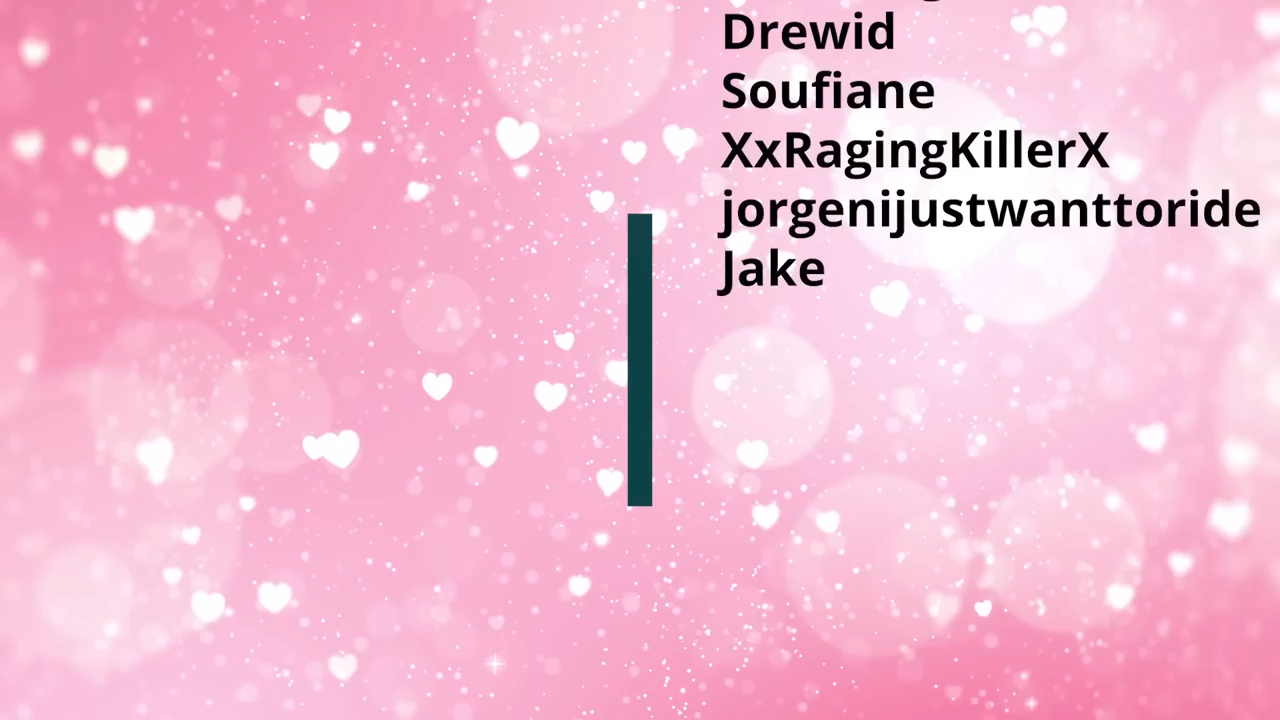 Drewid
Soufiane
XxRagingKillerX
jorgenijustwanttoride
Jake